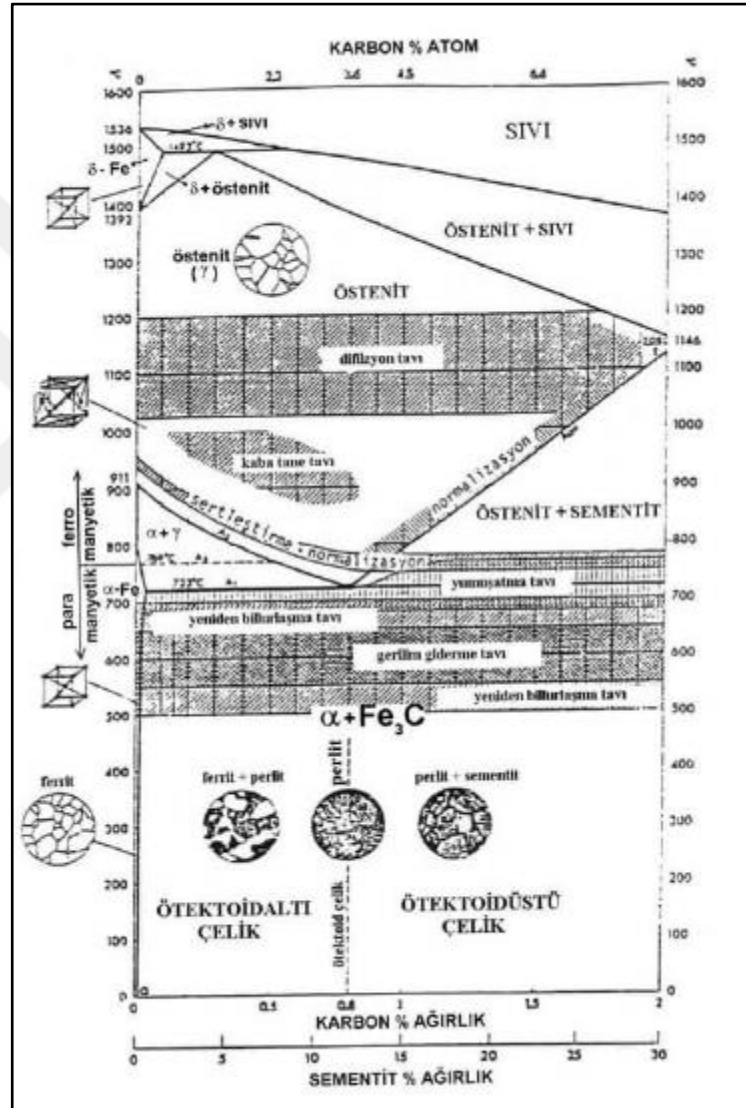 KARBON % ATOM
0 2.3 3.6 4.5 6.8
1600 1600
SIVI
δ+SIVI
1536
1500 1500
1493°C
δ-Fe
δ+östenit
1400 1400
1392
ÖSTENİT + SIVI
östenit
(γ)
1300 1300
ÖSTENİT
1200 1200
1146
difüzyon tavı
1100 1100
1000 1000
kaba tane tavı
normalizasyon
911
900 900
sertleştirme + normalizasyon
ÖSTENİT + SEMENTİT
ferro
manyetik
α+γ
800 800
A₃
723°C A₁
yumuşatma tavı
α-Fe
700 700
para
manyetik
yeniden billurlaşma tavı
gerilim giderme tavı
600 600
yeniden billurlaşma tavı
500 500
α+Fe₃C
400 400
ferrit
ferrit + perlit
perlit
perlit + sementit
300 300
200 200
ÖTEKTOİDALTI
ÇELİK
ötektoid çelik
ÖTEKTOİDÜSTÜ
ÇELİK
100 100
0 0
0 0.8 1 1.5 2
KARBON % AĞIRLIK
0 5 10 15 20 25 30
SEMENTİT % AĞIRLIK